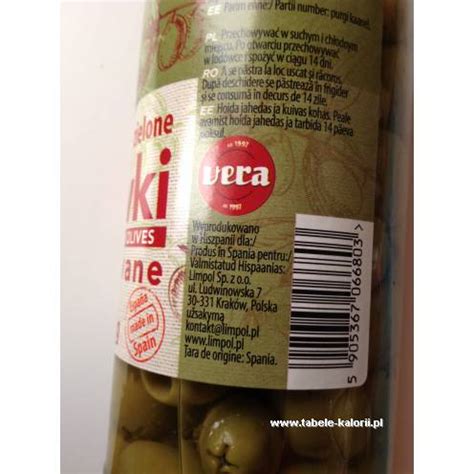 EE Parim enne:/ Partii number: purgi kaanel.
PL Przechowywać w suchym i chłodnym
miejscu. Po otwarciu przechowywać
w lodówce i spożyć w ciągu 14 dni.
RO A se păstra la loc uscat și răcoros.
După deschidere se păstrează în frigider
și se consumă în decurs de 14 zile.
EE Hoida jahedas ja kuivas kohas. Peale
avamist hoida jahedas ja tarbida 14 päeva
jooksul.
OLIVES
España
made in
Spain
vera
Wyprodukowano
w Hiszpanii dla:/
Produs în Spania pentru:/
Valmistatud Hispaanias:
Limpol Sp. z o.o.
ul. Ludwinowska 7
30-331 Kraków, Polska
kontakt@limpol.pl
www.limpol.pl
Țara de origine: Spania.
5 905367 066803 >
www.tabele-kalorii.pl